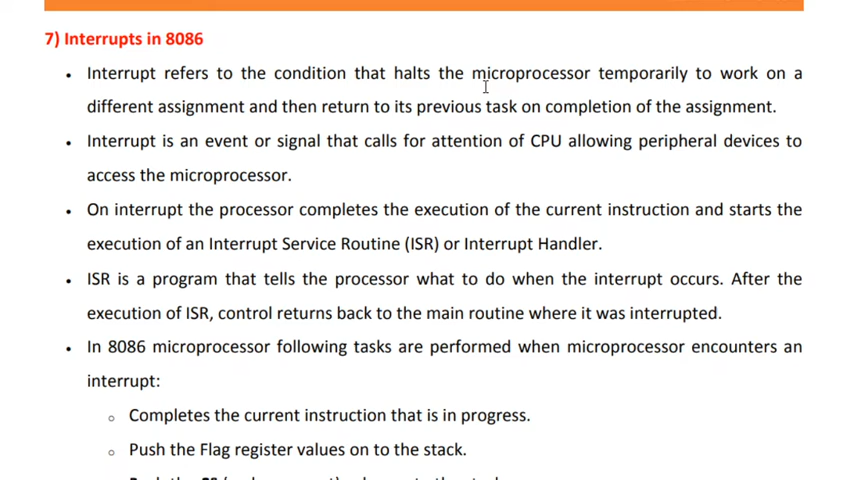 7) Interrupts in 8086
• Interrupt refers to the condition that halts the microprocessor temporarily to work on a
different assignment and then return to its previous task on completion of the assignment.
• Interrupt is an event or signal that calls for attention of CPU allowing peripheral devices to
access the microprocessor.
• On interrupt the processor completes the execution of the current instruction and starts the
execution of an Interrupt Service Routine (ISR) or Interrupt Handler.
• ISR is a program that tells the processor what to do when the interrupt occurs. After the
execution of ISR, control returns back to the main routine where it was interrupted.
• In 8086 microprocessor following tasks are performed when microprocessor encounters an
interrupt:
o Completes the current instruction that is in progress.
o Push the Flag register values on to the stack.